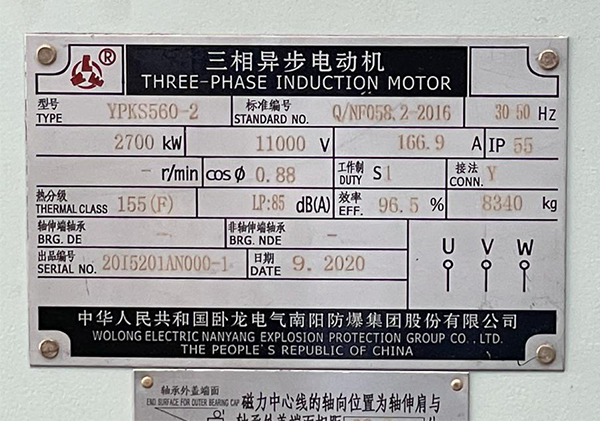 ®
三相异步电动机
THREE-PHASE INDUCTION MOTOR
型号 TYPE YPKS560-2 标准编号 STANDARD NO. Q/NF058.2-2016 30-50 Hz
2700 kW 11000 V 166.9 A IP 55
- r/min cosΦ 0.88 工作制 DUTY S1 接法 CONN. Y
热分级 THERMAL CLASS 155(F) LP:85 dB(A) 效率 EFF. 96.5 % 8340 kg
轴伸端轴承 BRG. DE - 非轴伸端轴承 BRG. NDE -
出品编号 SERIAL NO. 2015201AN000-1 日期 DATE 9.2020
U V W
中华人民共和国卧龙电气南阳防爆集团股份有限公司
WOLONG ELECTRIC NANYANG EXPLOSION PROTECTION GROUP CO., LTD.
THE PEOPLE'S REPUBLIC OF CHINA
轴承外盖端面
END SURFACE FOR OUTER BEARING CAP
磁力中心线的轴向位置为轴伸肩与